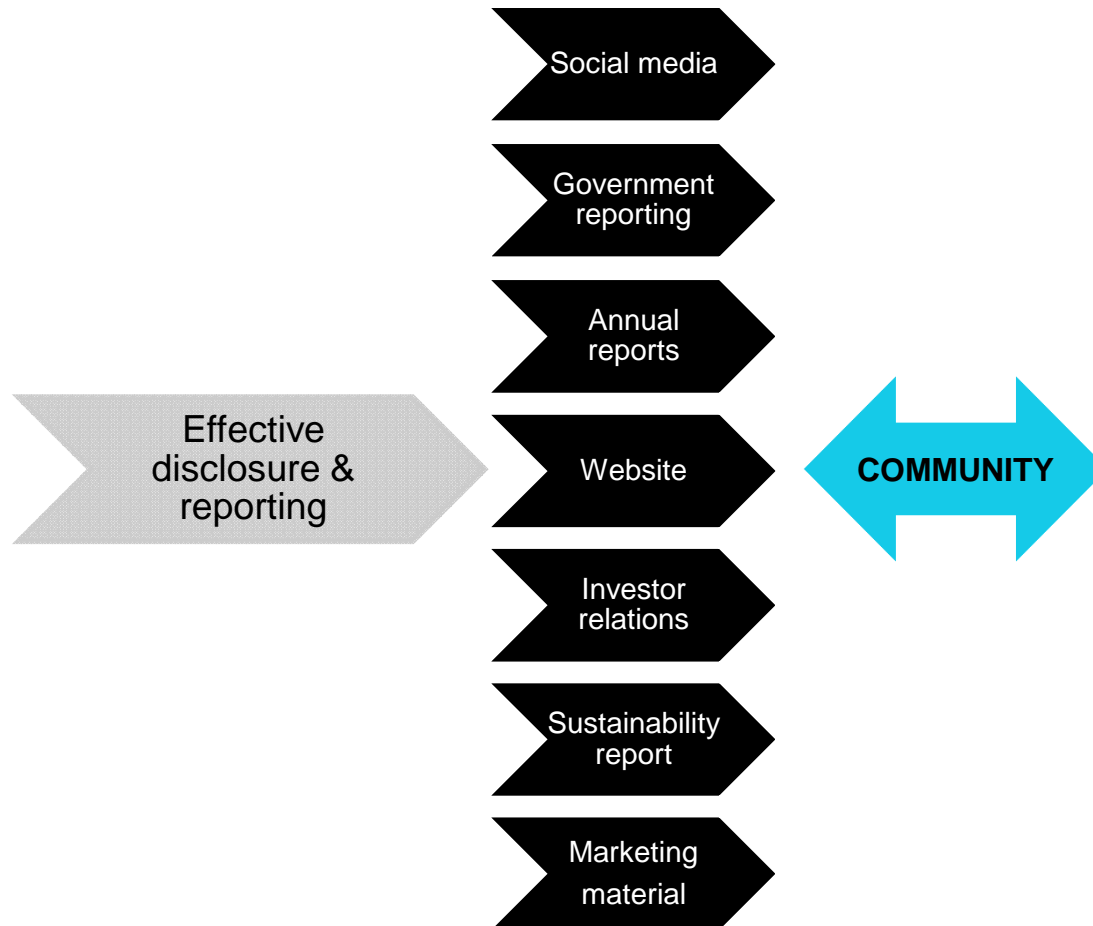 Social media
Government
reporting
Annual
reports
Effective
disclosure &
reporting
Website
COMMUNITY
Investor
relations
Sustainability
report
Marketing
material